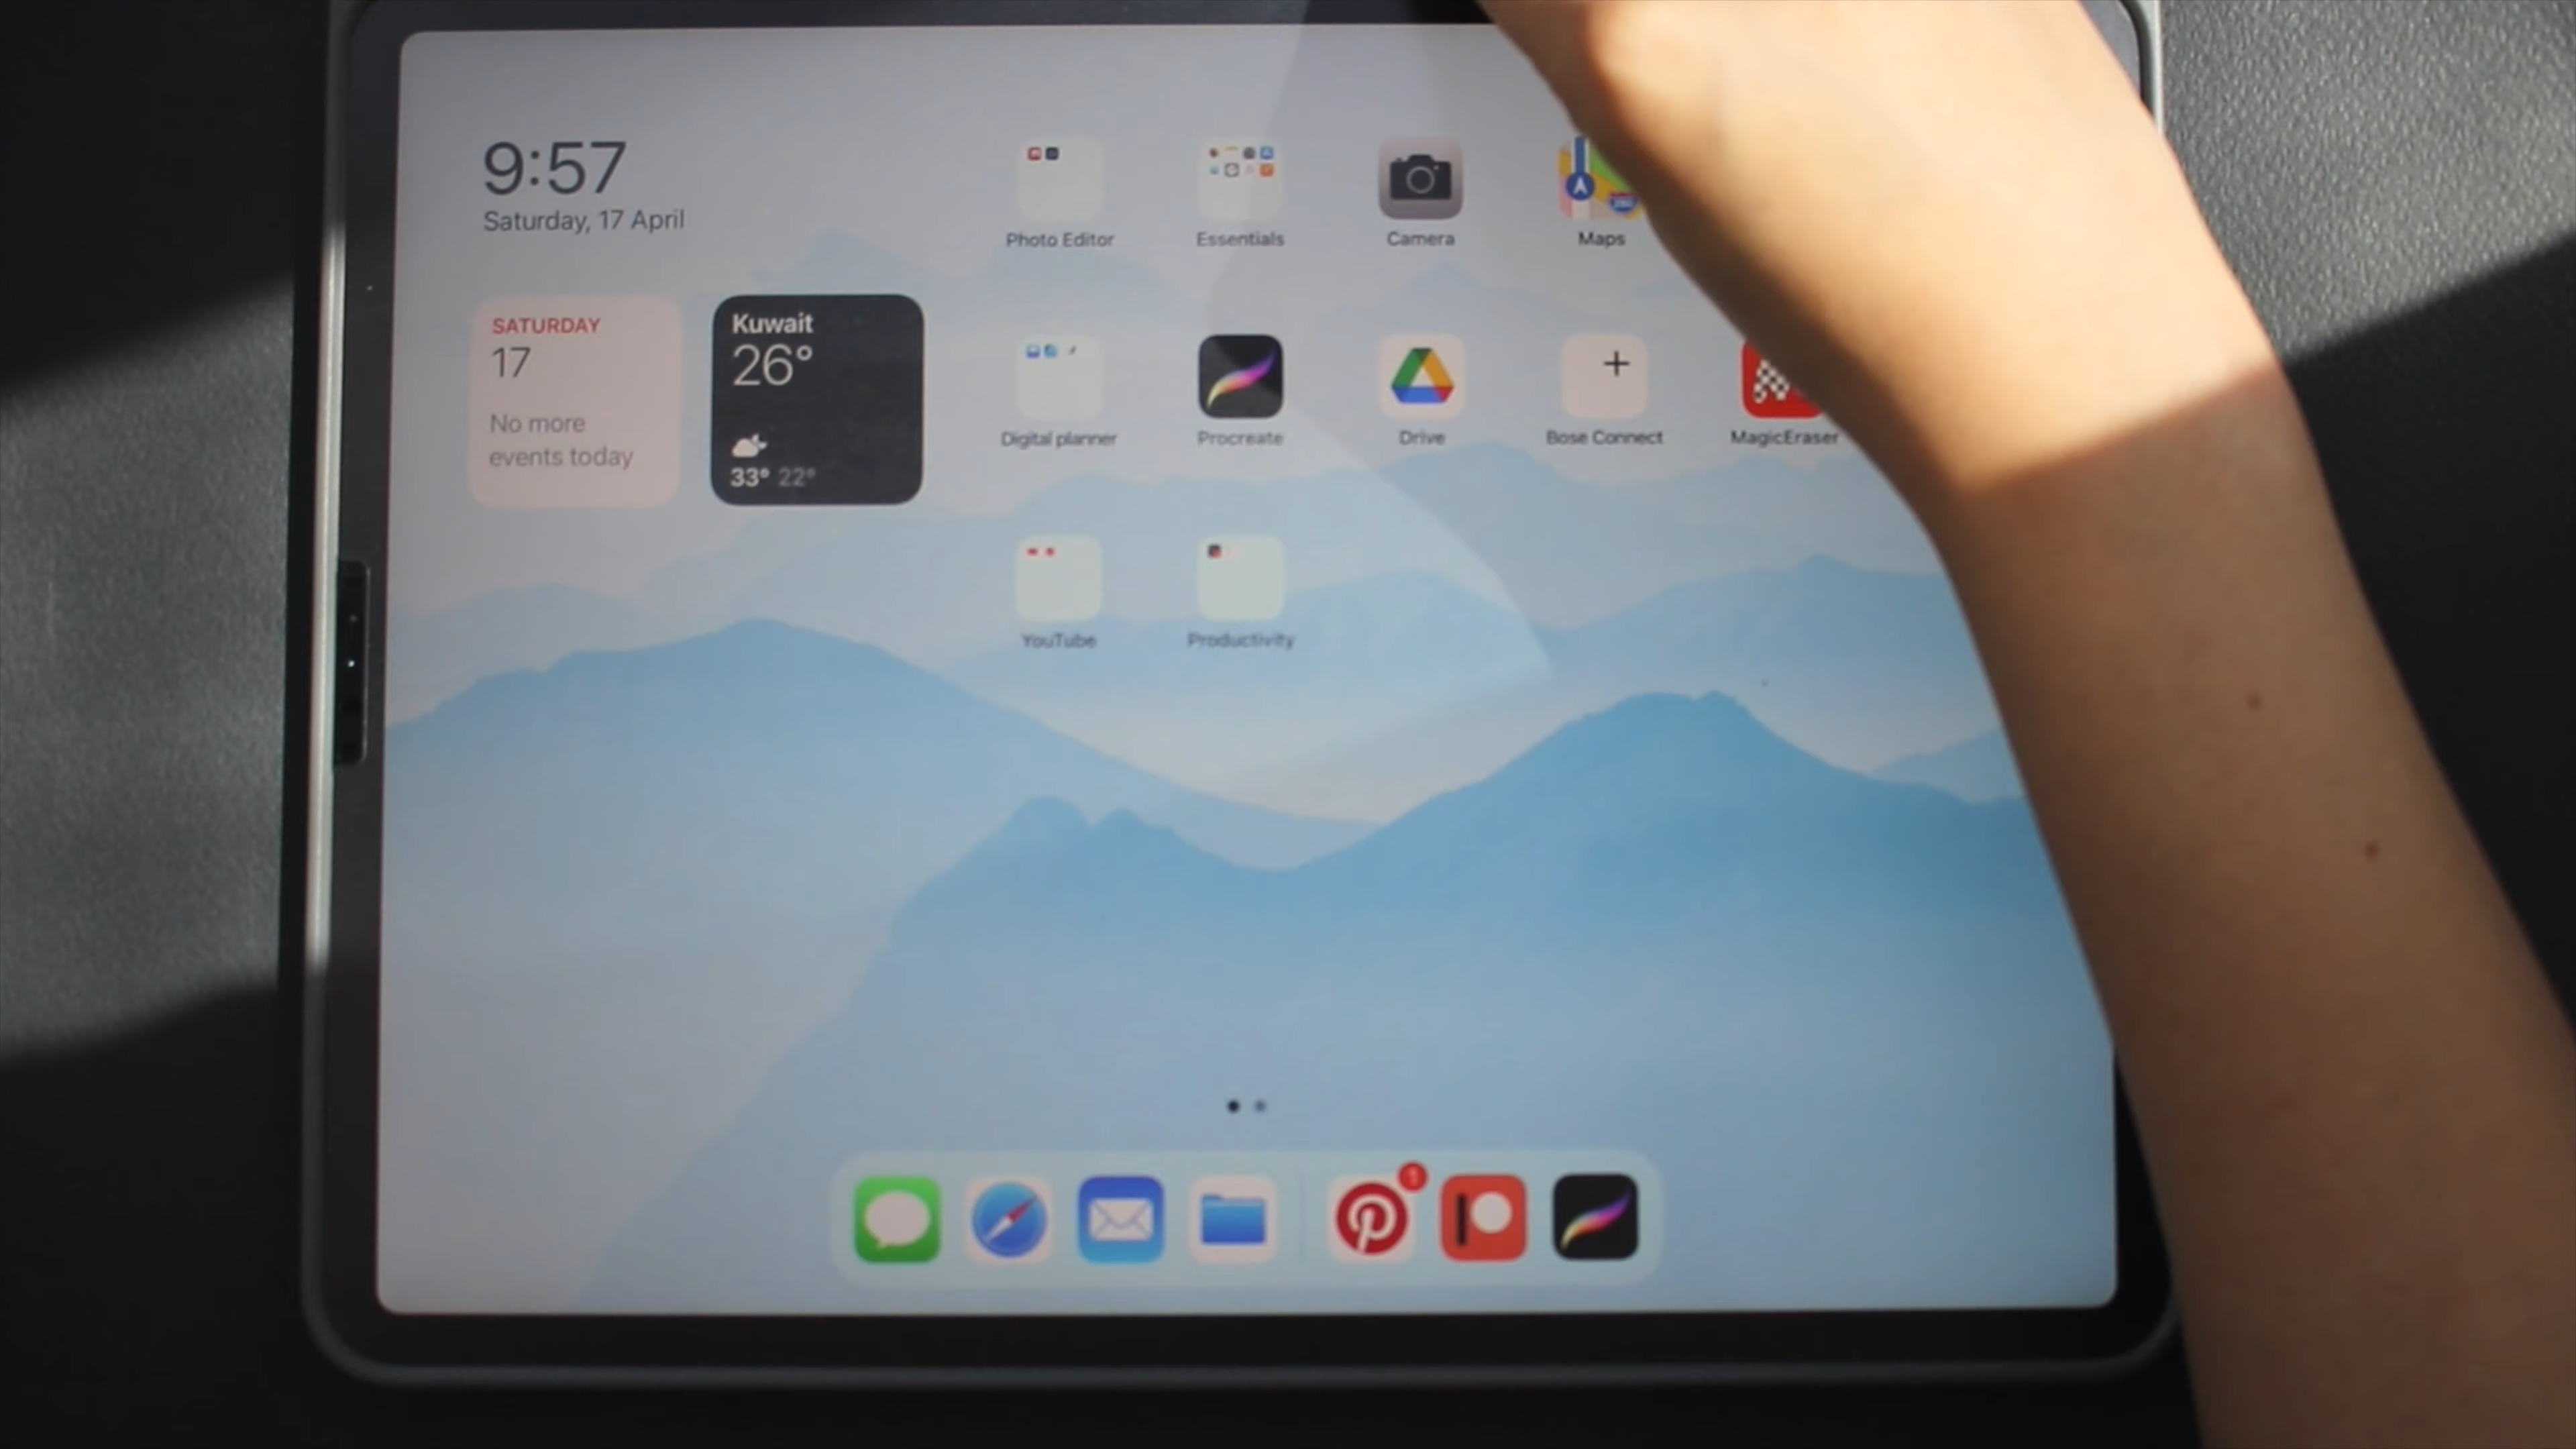 9:57
Saturday, 17 April
SATURDAY
17
No more
events today
Kuwait
26°
33° 22°
Photo Editor
Essentials
Camera
Maps
Digital planner
Procreate
Drive
Bose Connect
MagicEraser
YouTube
Productivity
1